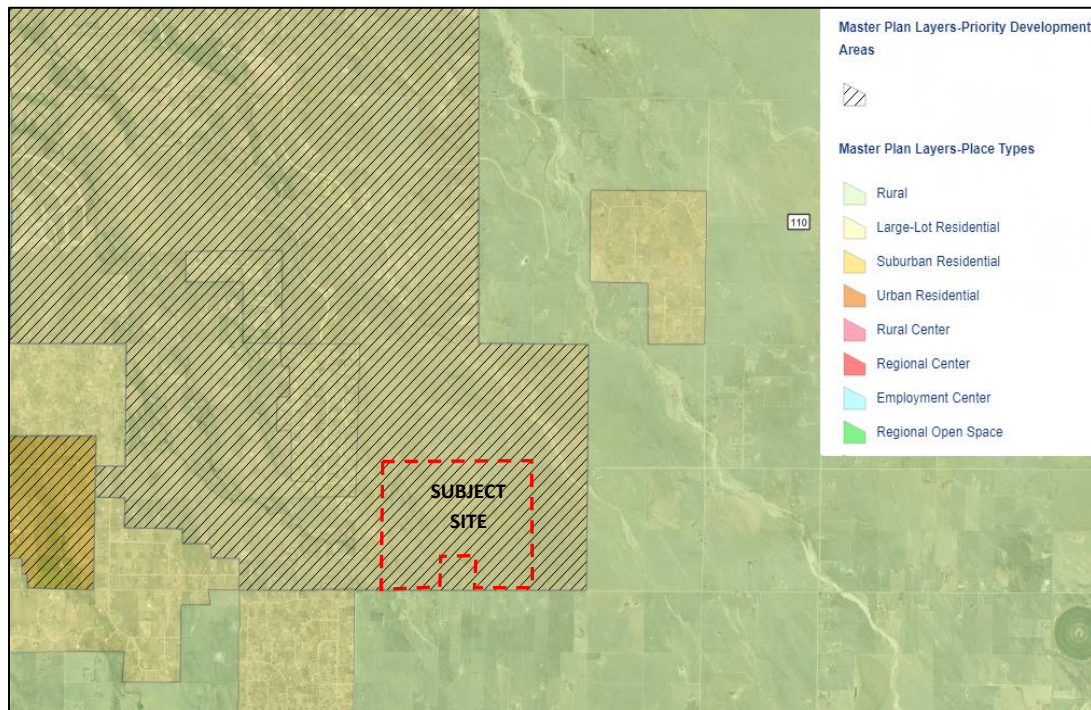 Master Plan Layers-Priority Development
Areas
Master Plan Layers-Place Types
Rural
Large-Lot Residential
Suburban Residential
Urban Residential
Rural Center
Regional Center
Employment Center
Regional Open Space
110
SUBJECT
SITE